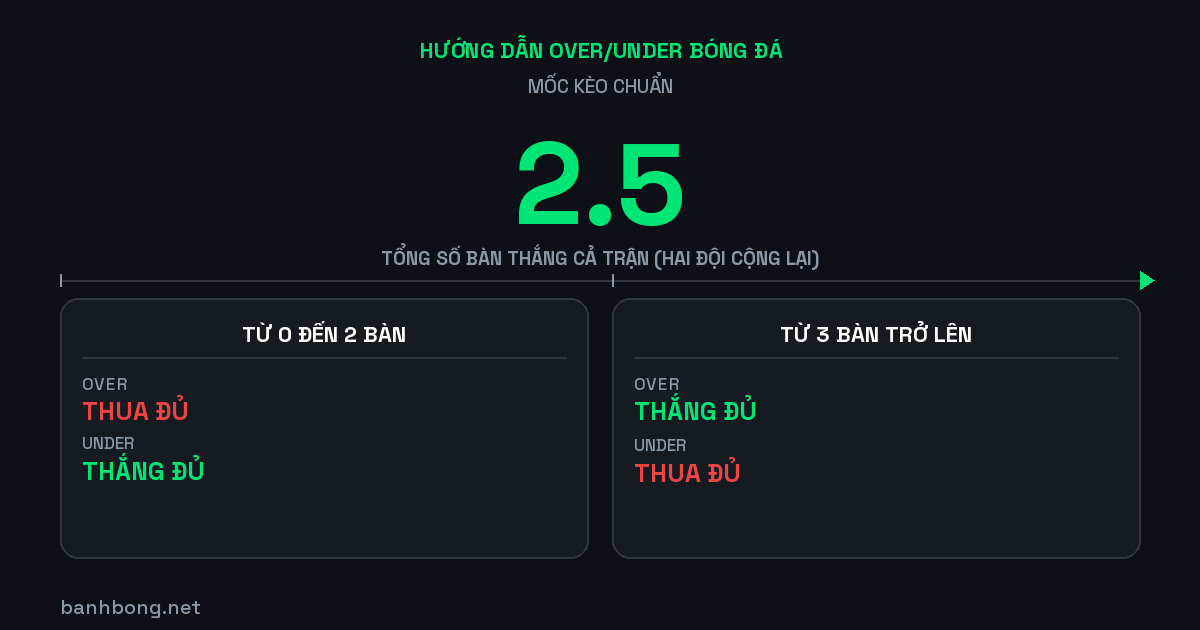 HƯỚNG DẪN OVER/UNDER BÓNG ĐÁ
MỐC KÈO CHUẨN
2.5
TỔNG SỐ BÀN THẮNG CẢ TRẬN (HAI ĐỘI CỘNG LẠI)
TỪ 0 ĐẾN 2 BÀN
OVER
THUA ĐỦ
UNDER
THẮNG ĐỦ
TỪ 3 BÀN TRỞ LÊN
OVER
THẮNG ĐỦ
UNDER
THUA ĐỦ
banhbong.net